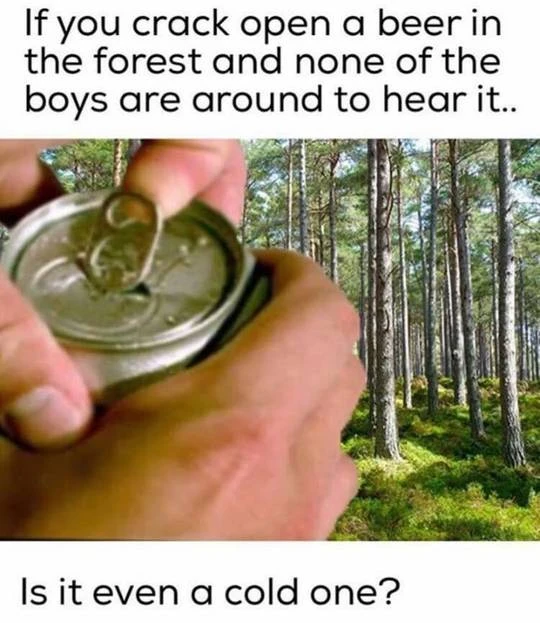 If you crack open a beer in
the forest and none of the
boys are around to hear it..
Is it even a cold one?